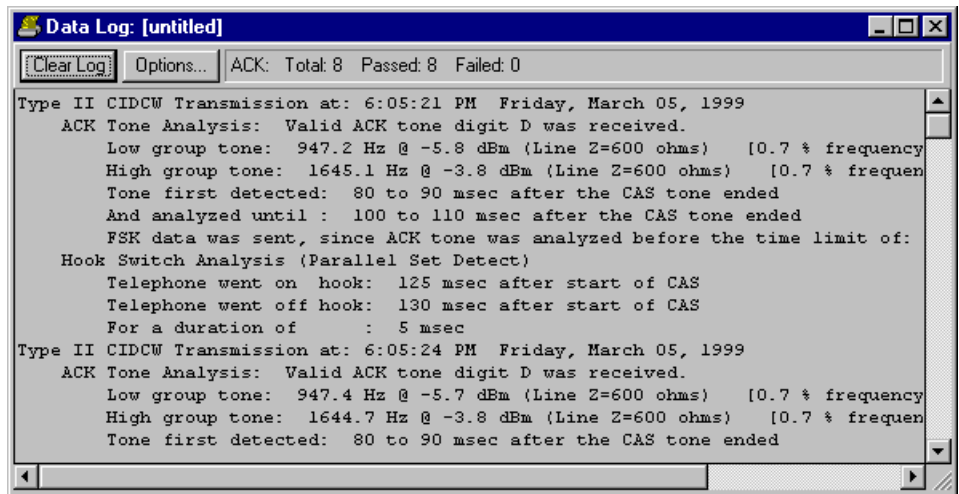 Data Log: [untitled]
Clear Log Options... ACK: Total: 8 Passed: 8 Failed: 0
Type II CIDCW Transmission at: 6:05:21 PM Friday, March 05, 1999
ACK Tone Analysis: Valid ACK tone digit D was received.
Low group tone: 947.2 Hz @ -5.8 dBm (Line Z=600 ohms) [0.7 % frequency
High group tone: 1645.1 Hz @ -3.8 dBm (Line Z=600 ohms) [0.7 % frequen
Tone first detected: 80 to 90 msec after the CAS tone ended
And analyzed until : 100 to 110 msec after the CAS tone ended
FSK data was sent, since ACK tone was analyzed before the time limit of:
Hook Switch Analysis (Parallel Set Detect)
Telephone went on hook: 125 msec after start of CAS
Telephone went off hook: 130 msec after start of CAS
For a duration of : 5 msec
Type II CIDCW Transmission at: 6:05:24 PM Friday, March 05, 1999
ACK Tone Analysis: Valid ACK tone digit D was received.
Low group tone: 947.4 Hz @ -5.7 dBm (Line Z=600 ohms) [0.7 % frequency
High group tone: 1644.7 Hz @ -3.8 dBm (Line Z=600 ohms) [0.7 % frequen
Tone first detected: 80 to 90 msec after the CAS tone ended